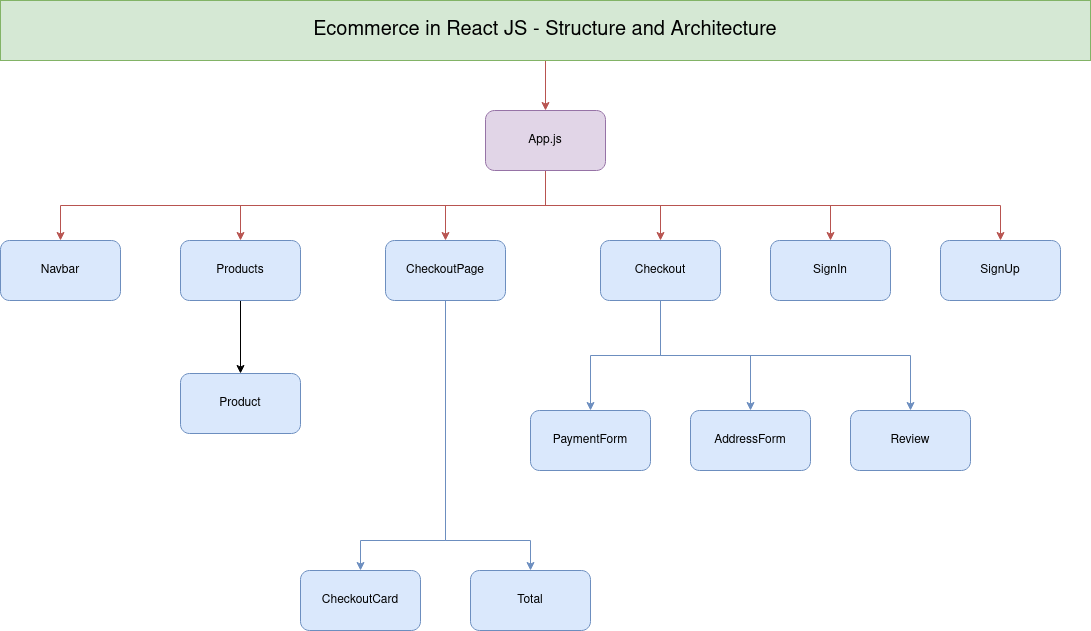 Ecommerce in React JS - Structure and Architecture
App.js
Navbar
Products
CheckoutPage
Checkout
SignIn
SignUp
Product
PaymentForm
AddressForm
Review
CheckoutCard
Total